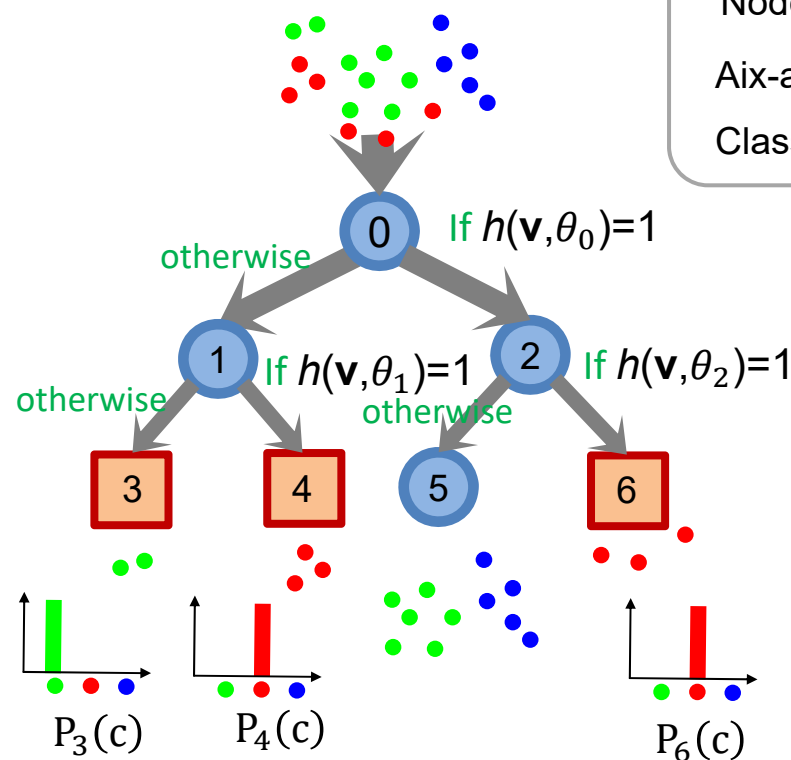 Node
Aix-a
Clas
0
If h(v,θ₀)=1
otherwise
1
If h(v,θ₁)=1
2
If h(v,θ₂)=1
otherwise
otherwise
3
4
5
6
P₃(c)
P₄(c)
P₆(c)